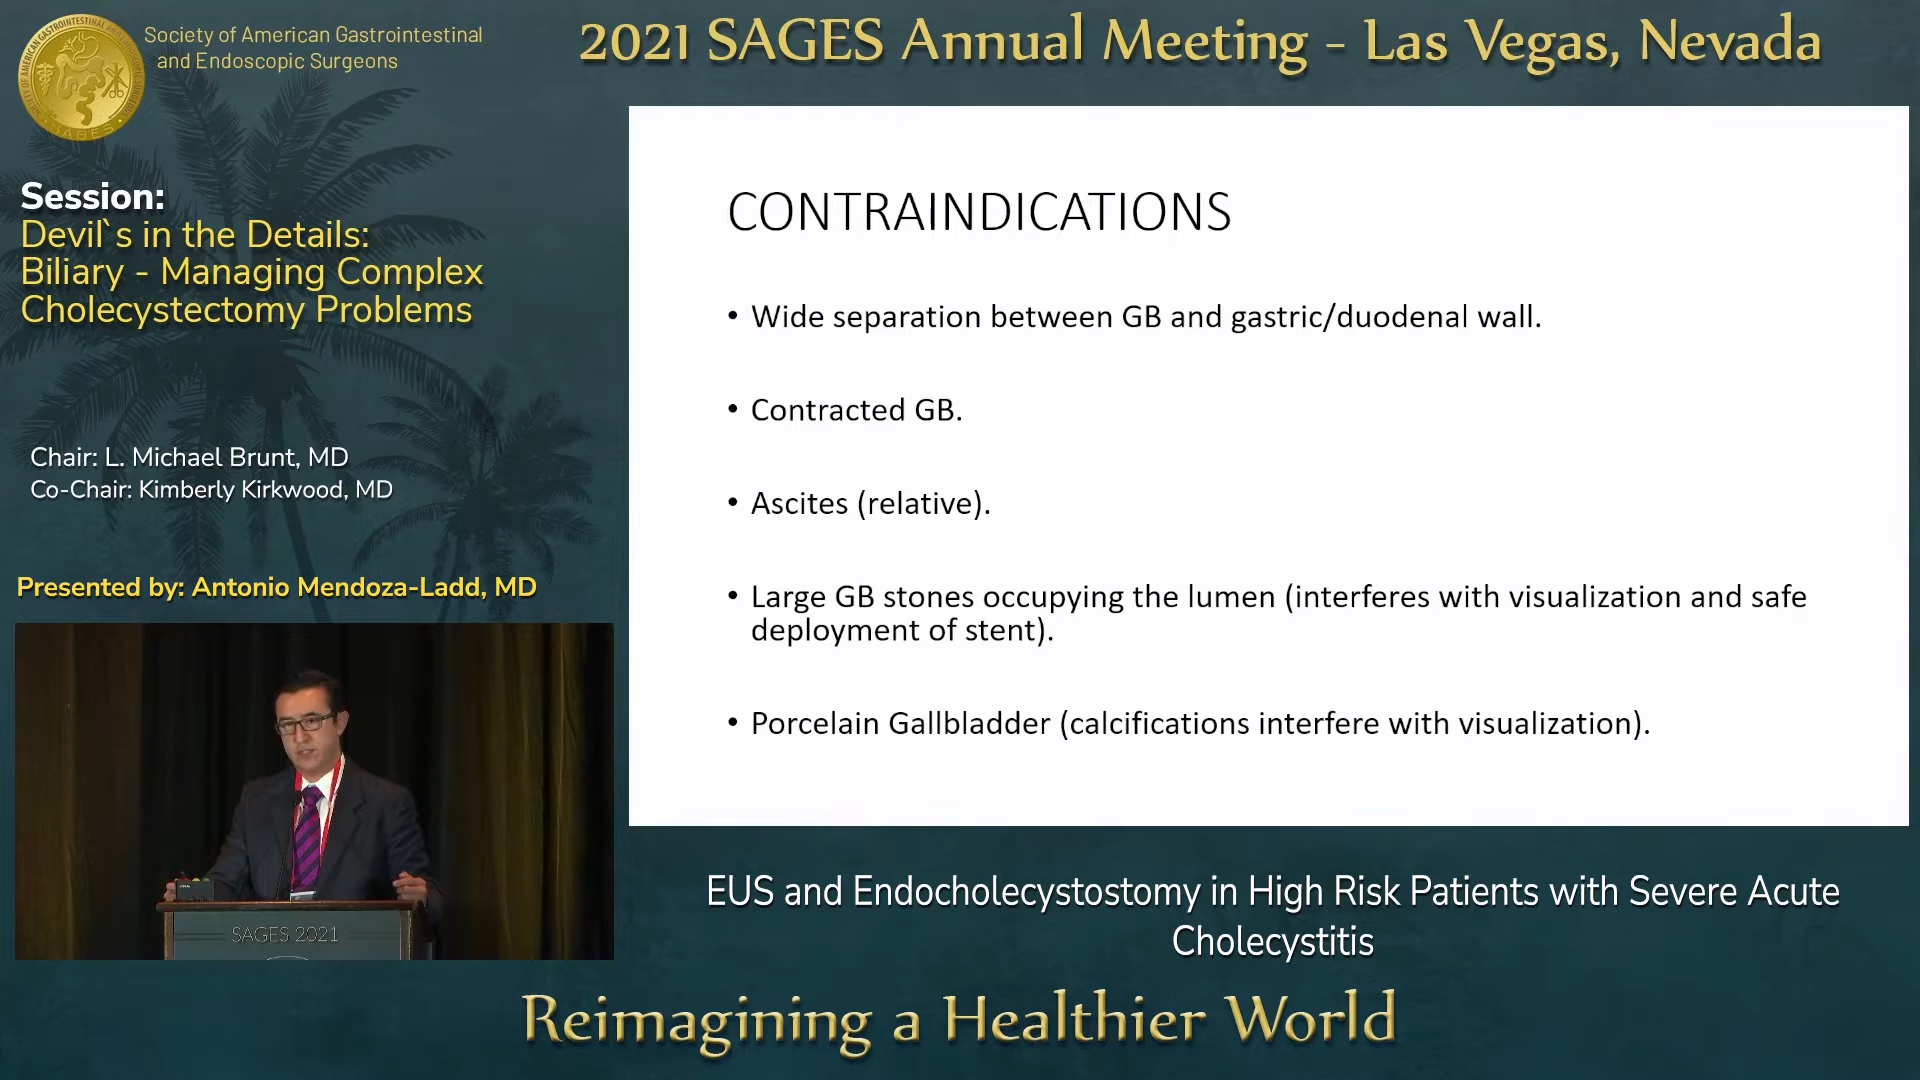 Society of American Gastrointestinal
and Endoscopic Surgeons
2021 SAGES Annual Meeting - Las Vegas, Nevada
SAGES
Session:
Devil`s in the Details:
Biliary - Managing Complex
Cholecystectomy Problems
Chair: L. Michael Brunt, MD
Co-Chair: Kimberly Kirkwood, MD
Presented by: Antonio Mendoza-Ladd, MD
SAGES 2021
CONTRAINDICATIONS
• Wide separation between GB and gastric/duodenal wall.
• Contracted GB.
• Ascites (relative).
• Large GB stones occupying the lumen (interferes with visualization and safe
deployment of stent).
• Porcelain Gallbladder (calcifications interfere with visualization).
EUS and Endocholecystostomy in High Risk Patients with Severe Acute
Cholecystitis
Reimagining a Healthier World